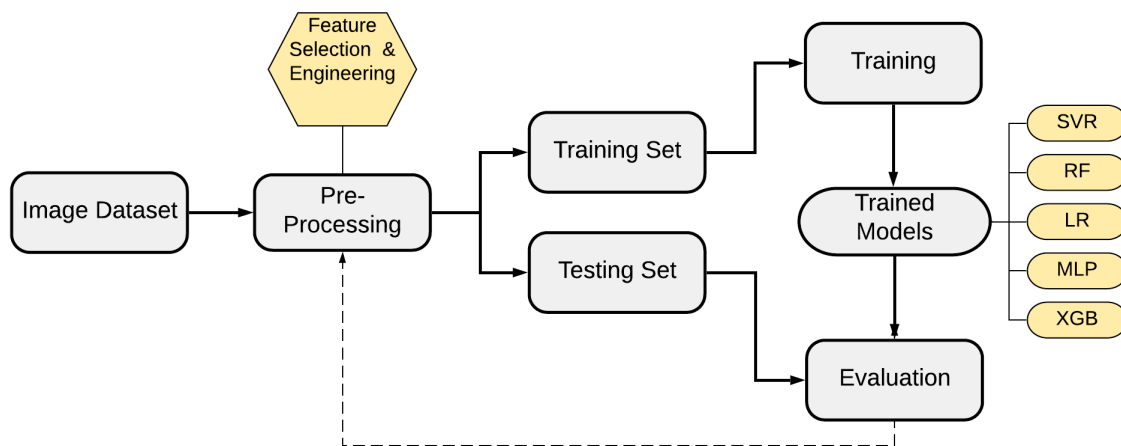 Feature
Selection &
Engineering
Training
Training Set
SVR
RF
Image Dataset
Pre-
Processing
Trained
Models
LR
Testing Set
MLP
XGB
Evaluation